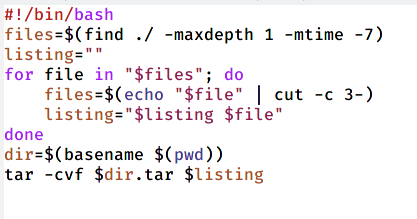 #!/bin/bash
files=$(find ./ -maxdepth 1 -mtime -7)
listing=""
for file in "$files"; do
    files=$(echo "$file" | cut -c 3-)
    listing="$listing $file"
done
dir=$(basename $(pwd))
tar -cvf $dir.tar $listing